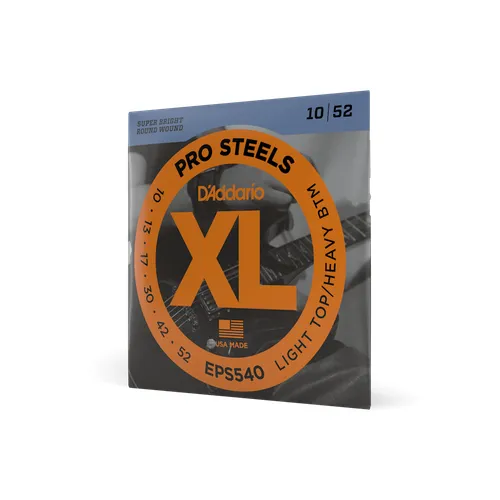 SUPER BRIGHT
ROUND WOUND
10 | 52
PRO STEELS
D'Addario
XL
USA MADE
10 • 13 • 17 • 30 • 42 • 52
EPS540
LIGHT TOP/HEAVY BTM